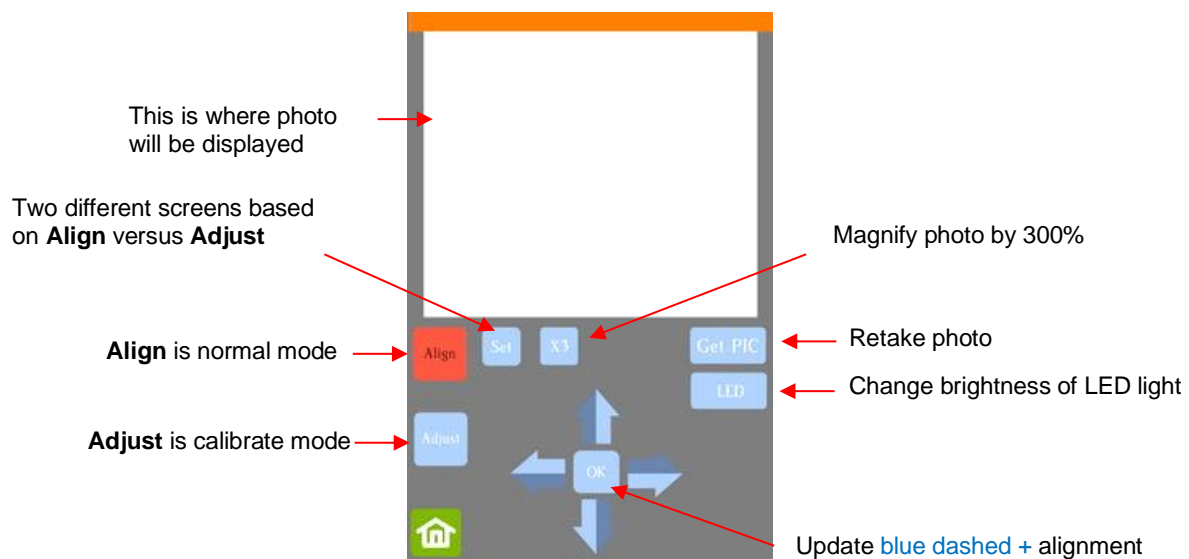 This is where photo
will be displayed
Two different screens based
on Align versus Adjust
Magnify photo by 300%
Align is normal mode
Align
Set
X3
Get PIC
Retake photo
LED
Change brightness of LED light
Adjust is calibrate mode
Adjust
OK
Update blue dashed + alignment